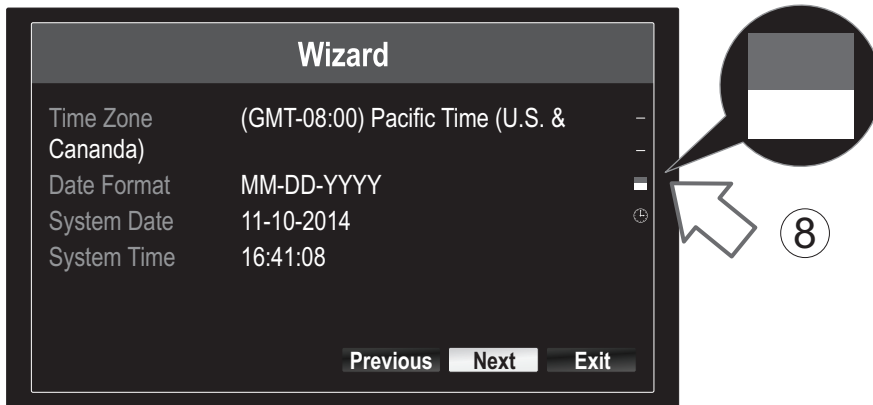 Wizard
Time Zone (GMT-08:00) Pacific Time (U.S. & –
Cananda) –
Date Format MM-DD-YYYY
System Date 11-10-2014
System Time 16:41:08
Previous Next Exit
8